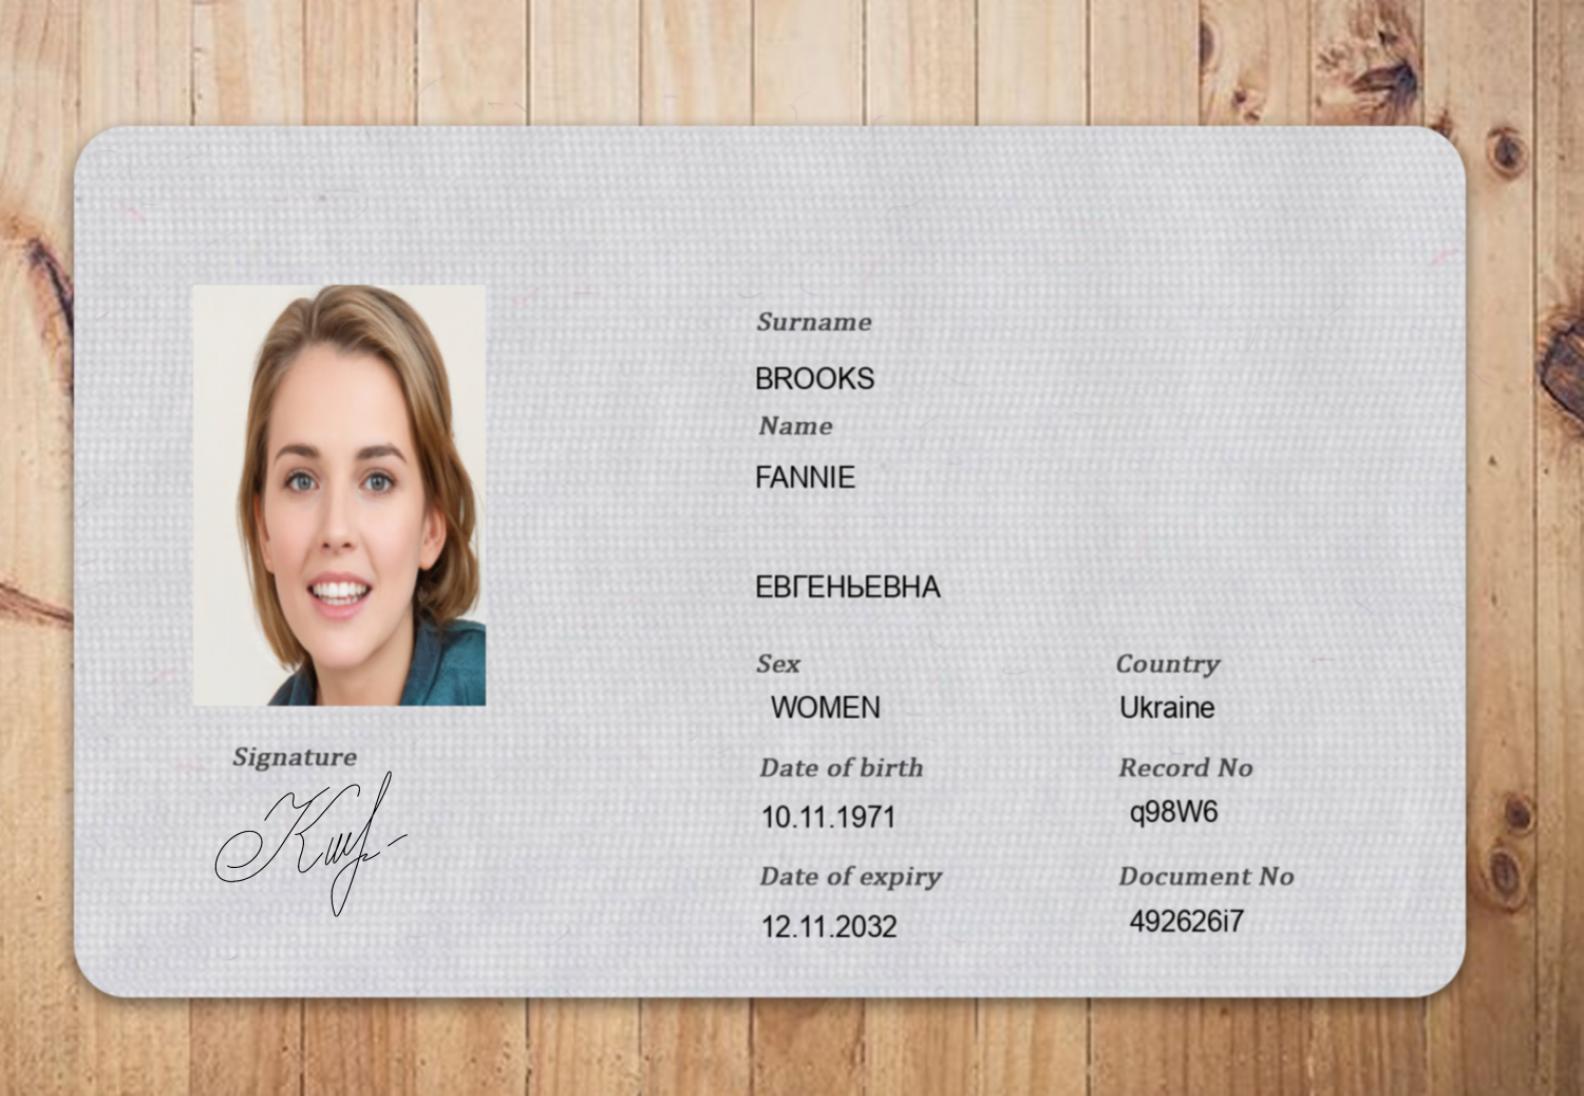 Surname
BROOKS
Name
FANNIE
ЕВГЕНЬЕВНА
Sex
WOMEN
Country
Ukraine
Date of birth
10.11.1971
Record No
q98W6
Date of expiry
12.11.2032
Document No
492626i7
Signature